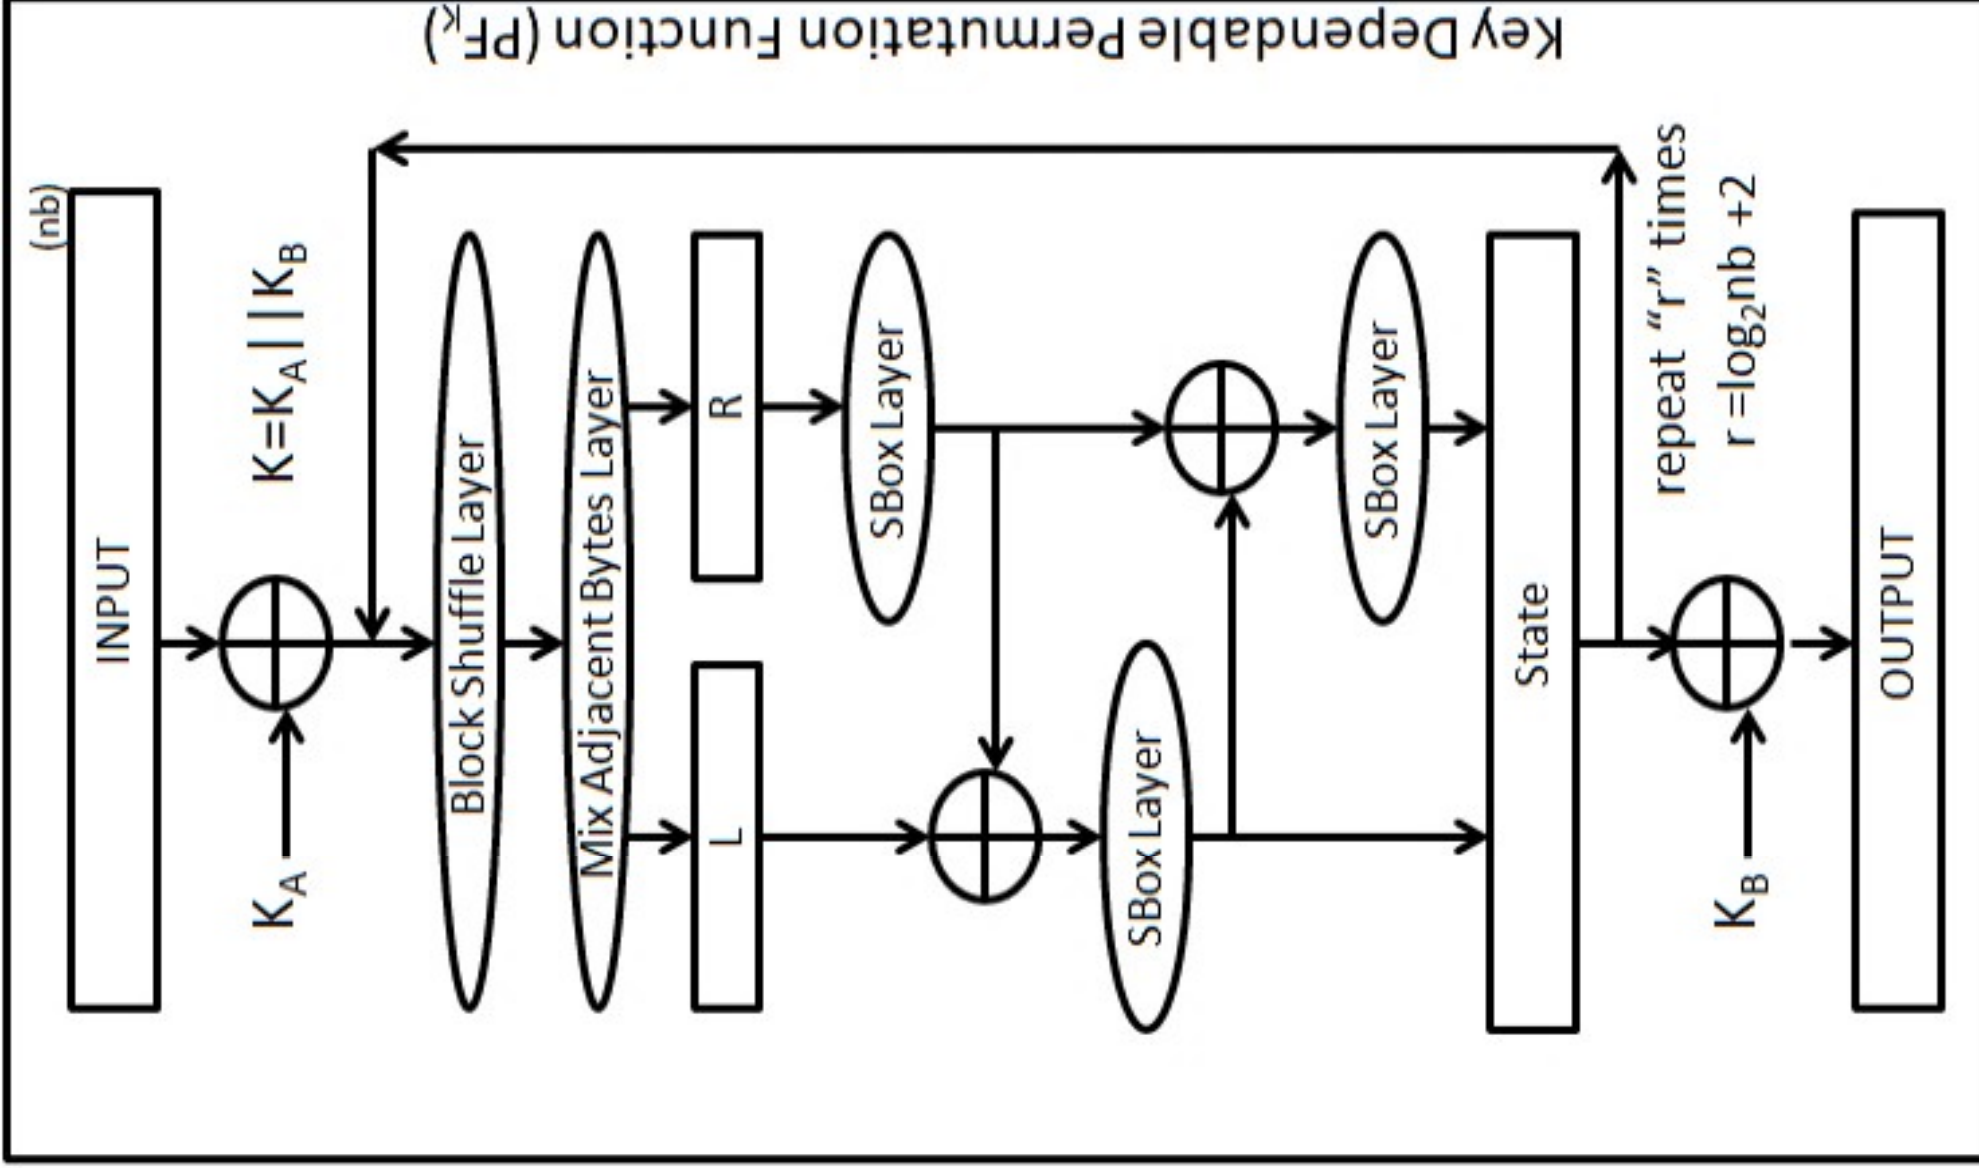 (nb)
INPUT
K_A
K=K_A||K_B
Block Shuffle Layer
Mix Adjacent Bytes Layer
L
R
SBox Layer
SBox Layer
SBox Layer
State
repeat “r” times
r=log₂nb +2
K_B
OUTPUT
Key Dependable Permutation Function (PF_K)